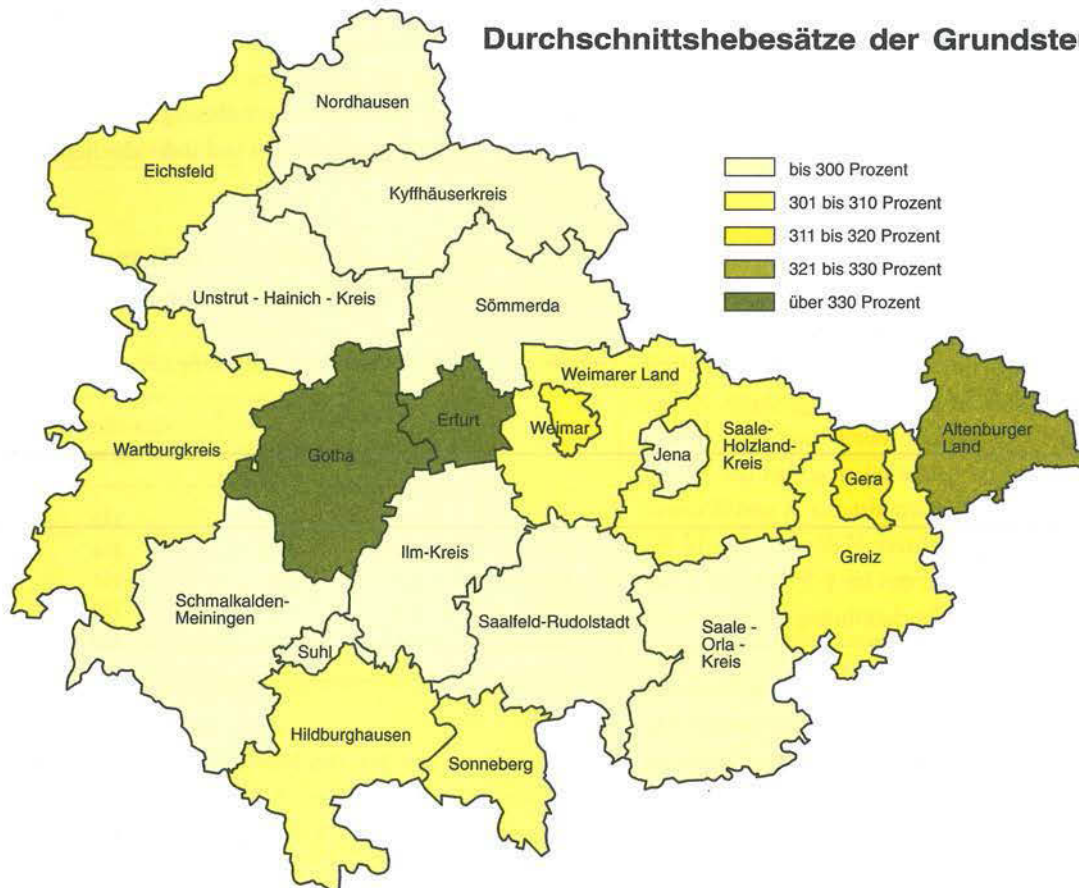 Durchschnittshebesätze der Grundste
Nordhausen
Eichsfeld
Kyffhäuserkreis
bis 300 Prozent
301 bis 310 Prozent
311 bis 320 Prozent
321 bis 330 Prozent
über 330 Prozent
Unstrut - Hainich - Kreis
Sömmerda
Weimarer Land
Wartburgkreis
Gotha
Erfurt
Weimar
Jena
Saale-
Holzland-
Kreis
Gera
Altenburger
Land
Ilm-Kreis
Greiz
Schmalkalden-
Meiningen
Suhl
Saalfeld-Rudolstadt
Saale -
Orla -
Kreis
Hildburghausen
Sonneberg